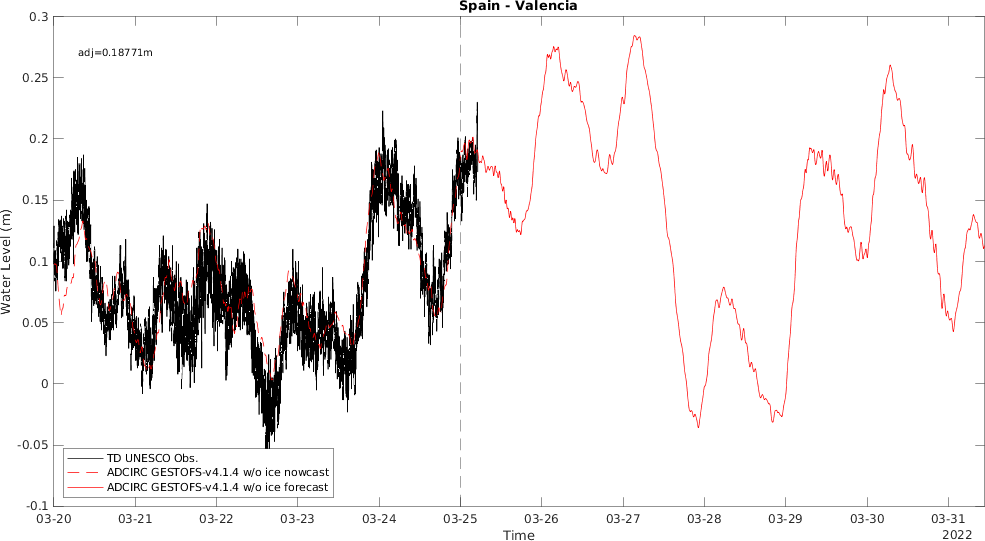 Spain - Valencia
adj=0.18771m
Water Level (m)
0.3
0.25
0.2
0.15
0.1
0.05
0
-0.05
-0.1
TD UNESCO Obs.
ADCIRC GESTOFS-v4.1.4 w/o ice nowcast
ADCIRC GESTOFS-v4.1.4 w/o ice forecast
03-20 03-21 03-22 03-23 03-24 03-25 03-26 03-27 03-28 03-29 03-30 03-31
Time
2022